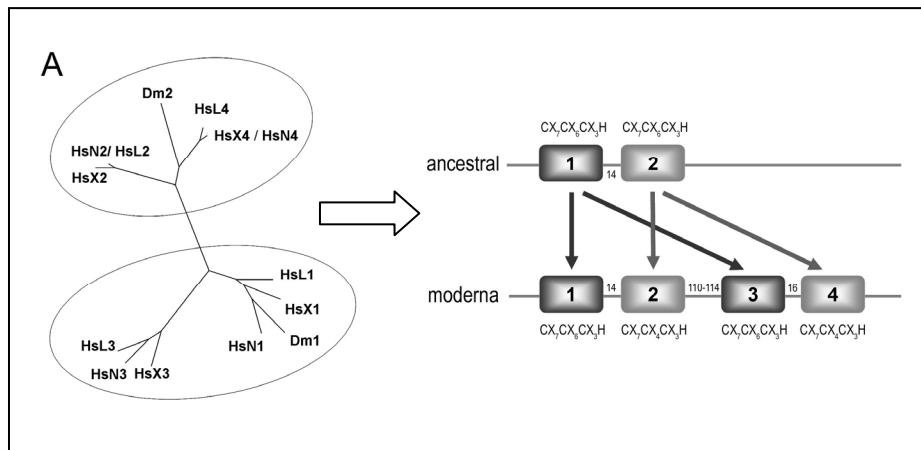 A
Dm2
HsL4
HsX4 / HsN4
HsN2/ HsL2
HsX2
HsL1
HsX1
Dm1
HsN1
HsL3
HsN3
HsX3
CX₇CX₆CX₃H CX₇CX₆CX₃H
ancestral 1 14 2
moderna 1 14 2 110-114 3 16 4
CX₇CX₆CX₃H CX₇CX₄CX₃H CX₇CX₆CX₃H CX₇CX₄CX₃H